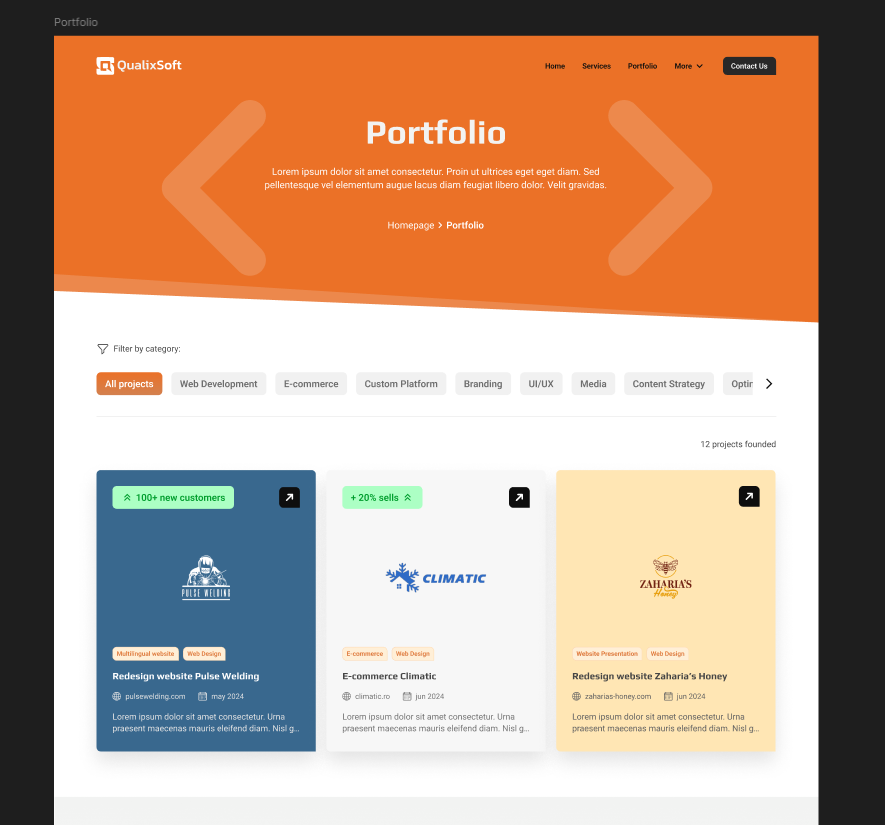 Portfolio
QualixSoft
Home Services Portfolio More Contact Us
Portfolio
Lorem ipsum dolor sit amet consectetur. Proin ut ultrices eget eget diam. Sed
pellentesque vel elementum augue lacus diam feugiat libero dolor. Velit gravidas.
Homepage > Portfolio
Filter by category:
All projects Web Development E-commerce Custom Platform Branding UI/UX Media Content Strategy Optir
12 projects founded
100+ new customers
PULSE WELDING
Multilingual website Web Design
Redesign website Pulse Welding
pulsewelding.com may 2024
Lorem ipsum dolor sit amet consectetur. Urna
praesent maecenas mauris eleifend diam. Nisl g...
+ 20% sells
CLIMATIC
E-commerce Web Design
E-commerce Climatic
climatic.ro jun 2024
Lorem ipsum dolor sit amet consectetur. Urna
praesent maecenas mauris eleifend diam. Nisl g...
ZAHARIA'S
Honey
Website Presentation Web Design
Redesign website Zaharia's Honey
zaharias-honey.com jun 2024
Lorem ipsum dolor sit amet consectetur. Urna
praesent maecenas mauris eleifend diam. Nisl g...